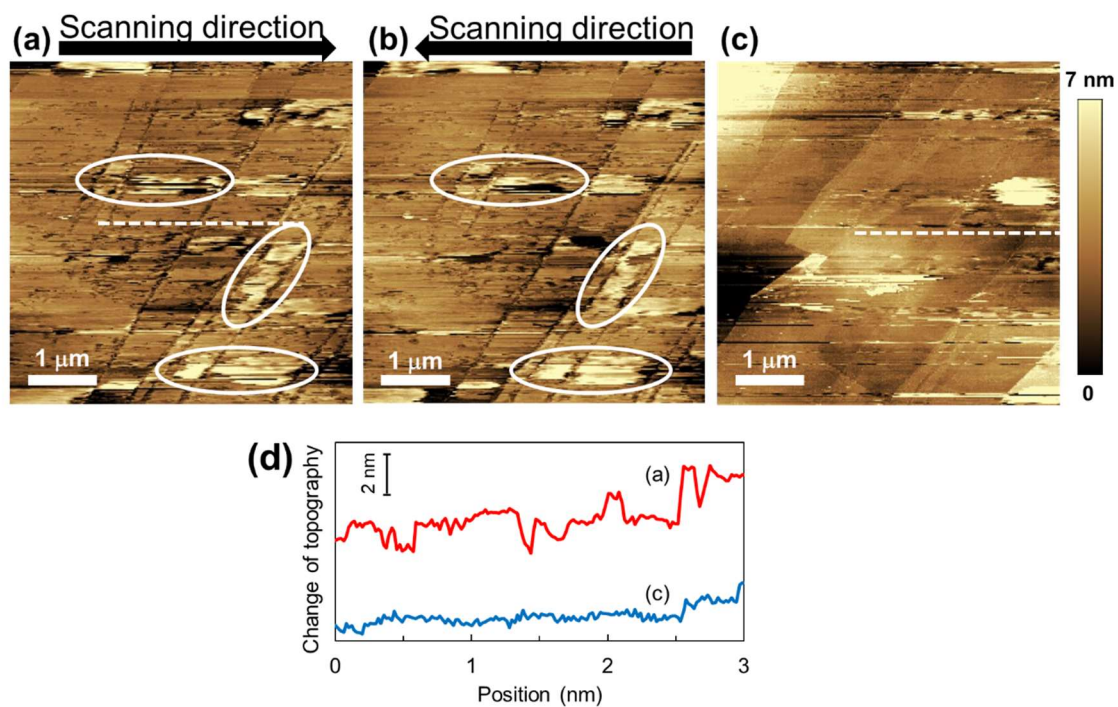 Scanning direction
Scanning direction
(a)
(b)
(c)
7 nm
0
1 μm
1 μm
1 μm
(d)
Change of topography
2 nm
(a)
(c)
0
1
2
3
Position (nm)